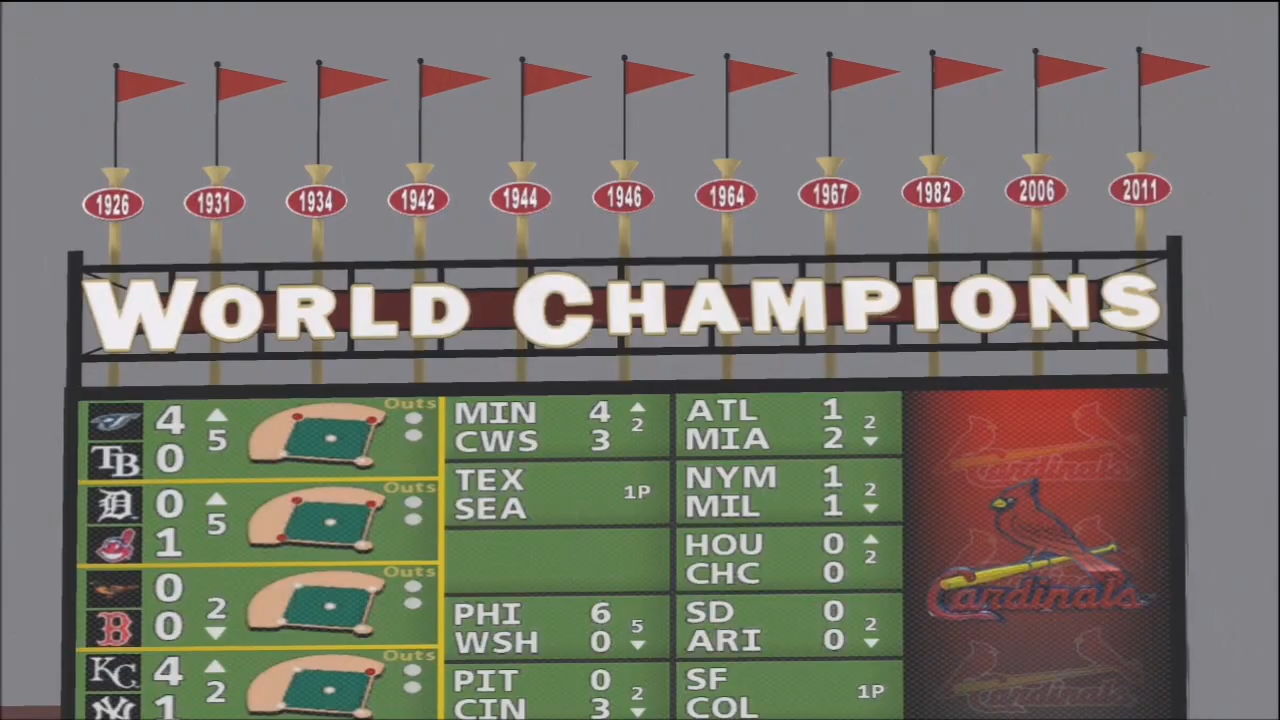 1926 1931 1934 1942 1944 1946 1964 1967 1982 2006 2011
WORLD CHAMPIONS
4 5 Outs
TB 0
D 0 5 Outs
1
0 2 Outs
B 0
KC 4 2 Outs
NY 1
MIN 4 2
CWS 3
TEX 1P
SEA
PHI 6 5
WSH 0
PIT 0 2
CIN 3
ATL 1 2
MIA 2
NYM 1 2
MIL 1
HOU 0 2
CHC 0
SD 0 2
ARI 0
SF 1P
COL
Cardinals
Cardinals
Cardinals